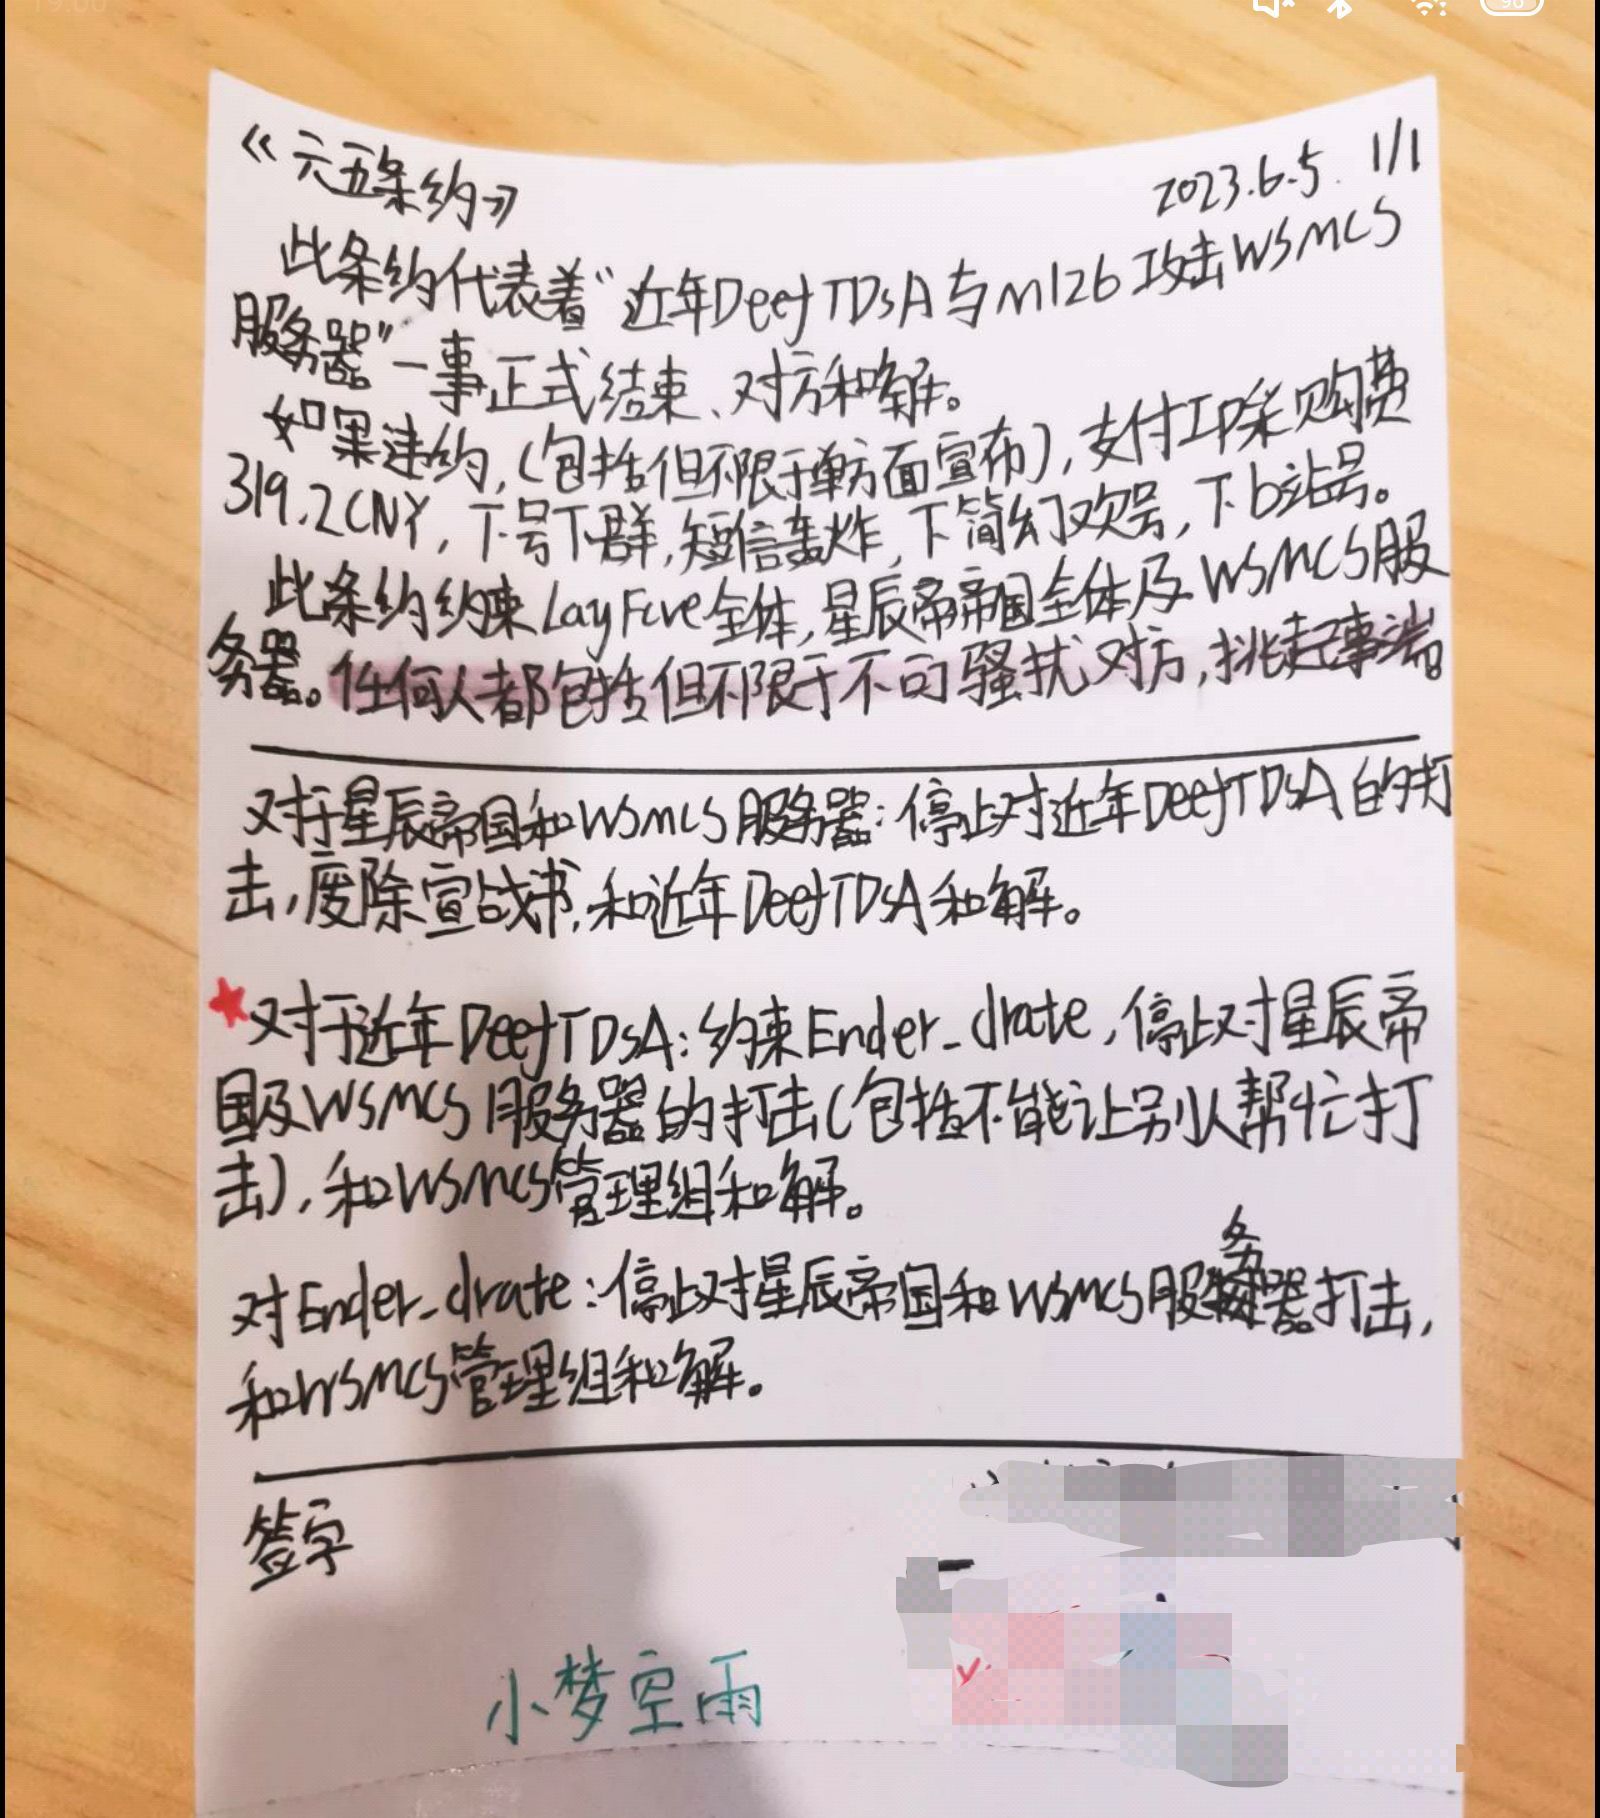 《六五条约》
2023.6.5. 1/1
此条约代表着“近年DeefTDsA与m126攻击WSMCS
服务器”一事正式结束、对方和解。
如果违约,(包括但不限于单方面宣布),支付IP采购费
319.2CNY,下号下群,短信轰炸,下简幻欢号,下b站号。
此条约约束LayFive全体,星辰帝帝国全体及WSMCS服
务器。任何人都包括但不限于不可骚扰对方,挑起事端。
对于星辰帝国和WSMCS服务器:停止对近年DeefTDsA的打
击,废除宣战书,和近年DeefTDsA和解。
对于近年DeefTDsA:约束Ender_drate,停止对星辰帝
国及WSMCS服务器的打击(包括不能让别人帮忙打
击),和WSMCS管理组和解。
对Ender_drate:停止对星辰帝国和WSMCS服务器打击,
和WSMCS管理组和解。
签字
小梦空雨